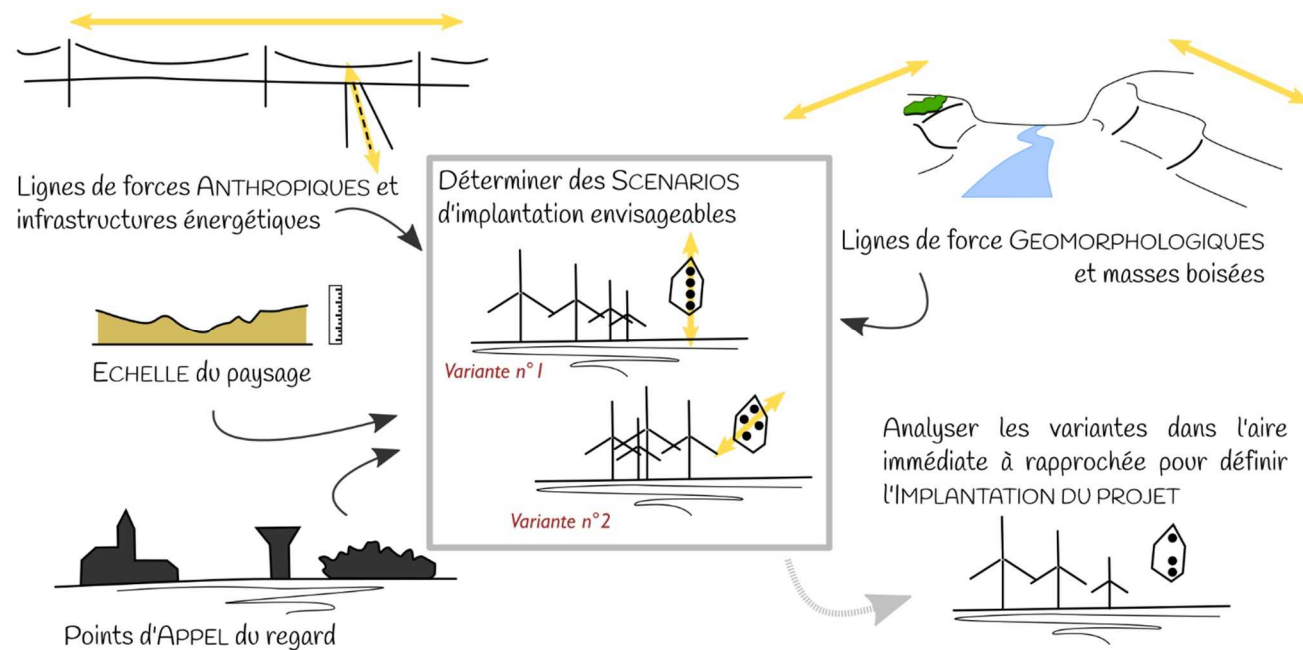 Lignes de forces ANTHROPIQUES et
infrastructures énergétiques
ECHELLE du paysage
Points d'APPEL du regard
Déterminer des SCENARIOS
d'implantation envisageables
Variante n°1
Variante n°2
Lignes de force GEOMORPHOLOGIQUES
et masses boisées
Analyser les variantes dans l'aire
immédiate à rapprochée pour définir
l'IMPLANTATION DU PROJET